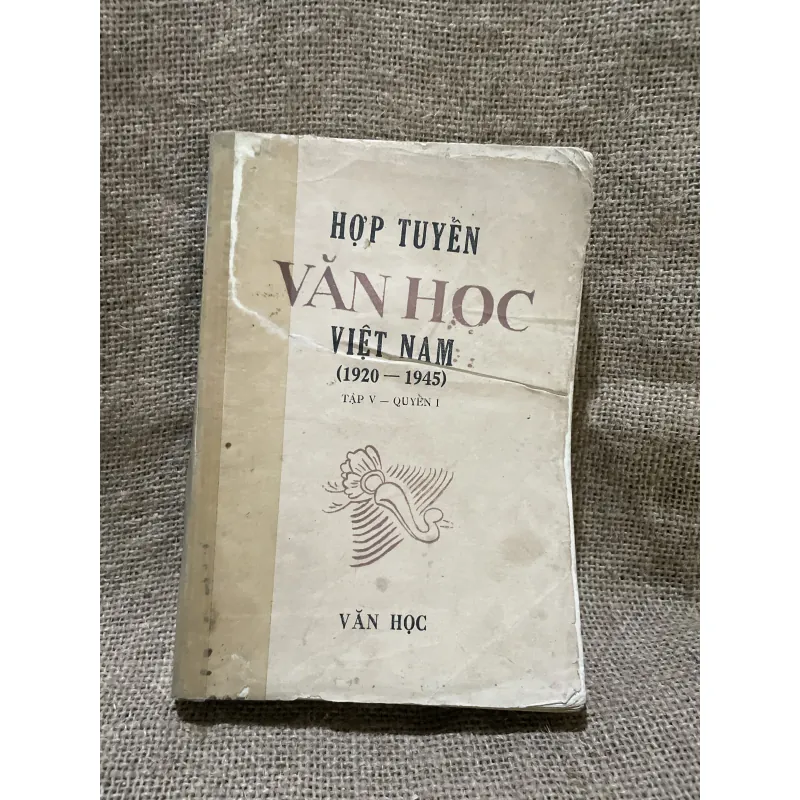 HỢP TUYỂN
VĂN HỌC
VIỆT NAM
(1920 — 1945)
TẬP V — QUYỂN I
VĂN HỌC